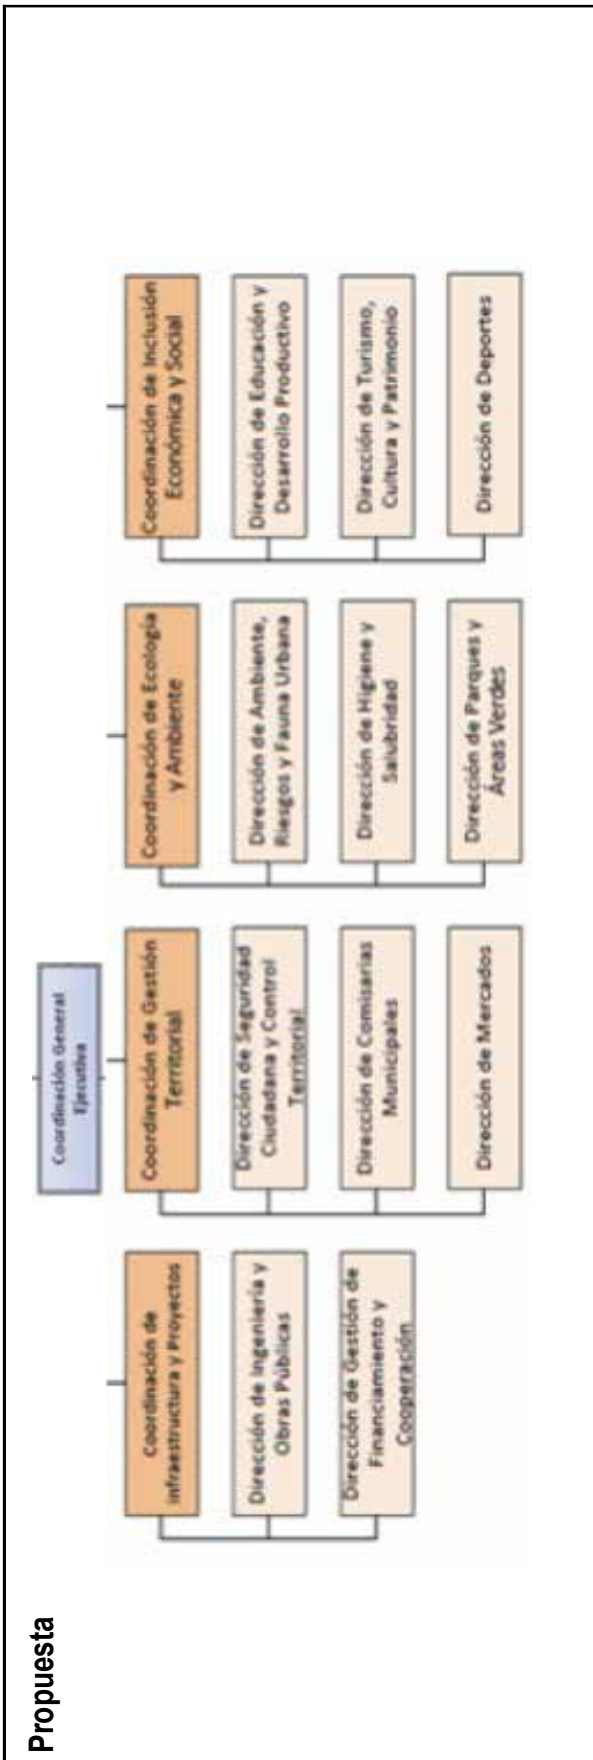 Propuesta
Coordinación General
Ejecutiva
Coordinación de
Infraestructura y Proyectos
Dirección de Ingeniería y
Obras Públicas
Dirección de Gestión de
Financiamiento y
Cooperación
Coordinación de Gestión
Territorial
Dirección de Seguridad
Ciudadana y Control
Territorial
Dirección de Comisarias
Municipales
Dirección de Mercados
Coordinación de Ecología
y Ambiente
Dirección de Ambiente,
Riesgos y Fauna Urbana
Dirección de Higiene y
Salubridad
Dirección de Parques y
Áreas Verdes
Coordinación de Inclusión
Económica y Social
Dirección de Educación y
Desarrollo Productivo
Dirección de Turismo,
Cultura y Patrimonio
Dirección de Deportes